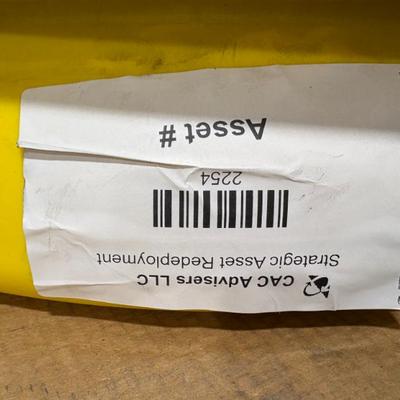 CAC Advisers LLC
Strategic Asset Redeployment
2254
Asset #